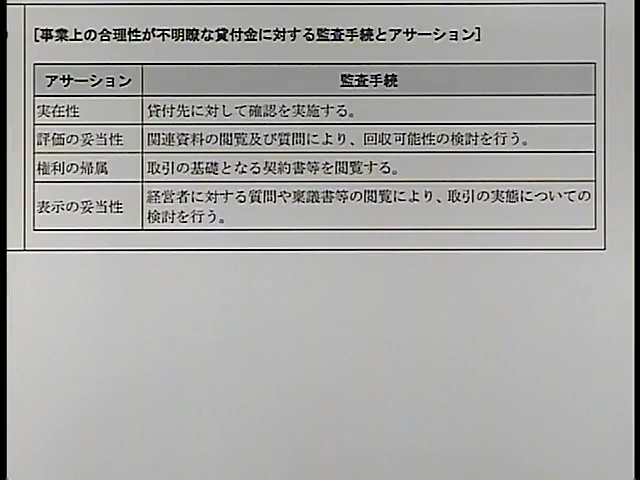 [事業上の合理性が不明瞭な貸付金に対する監査手続とアサーション]
アサーション 監査手続
実在性 貸付先に対して確認を実施する。
評価の妥当性 関連資料の閲覧及び質問により、回収可能性の検討を行う。
権利の帰属 取引の基礎となる契約書等を閲覧する。
表示の妥当性 経営者に対する質問や稟議書等の閲覧により、取引の実態についての
検討を行う。